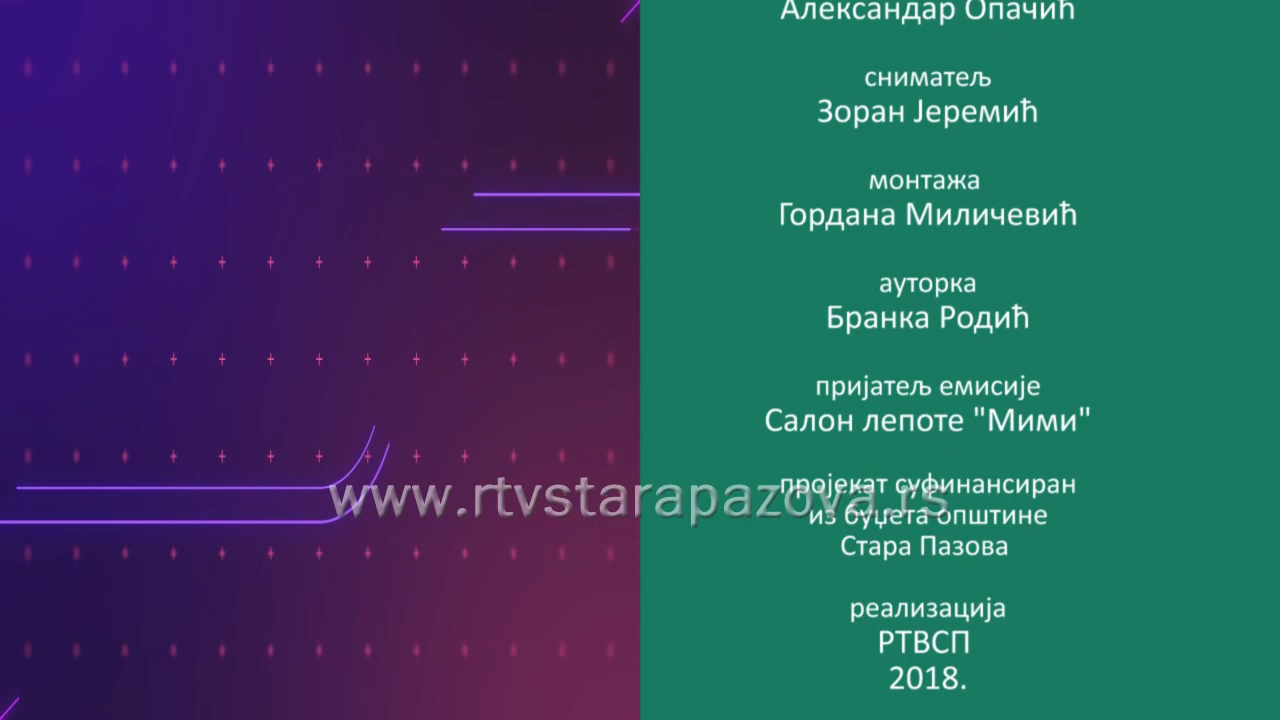 Александар Опачић
сниматељ
Зоран Јеремић
монтажа
Гордана Миличевић
ауторка
Бранка Родић
пријатељ емисије
Салон лепоте "Мими"
пројекат суфинансиран
www.rtvstarapazova.rs
из буџета општине
Стара Пазова
реализација
РТВСП
2018.